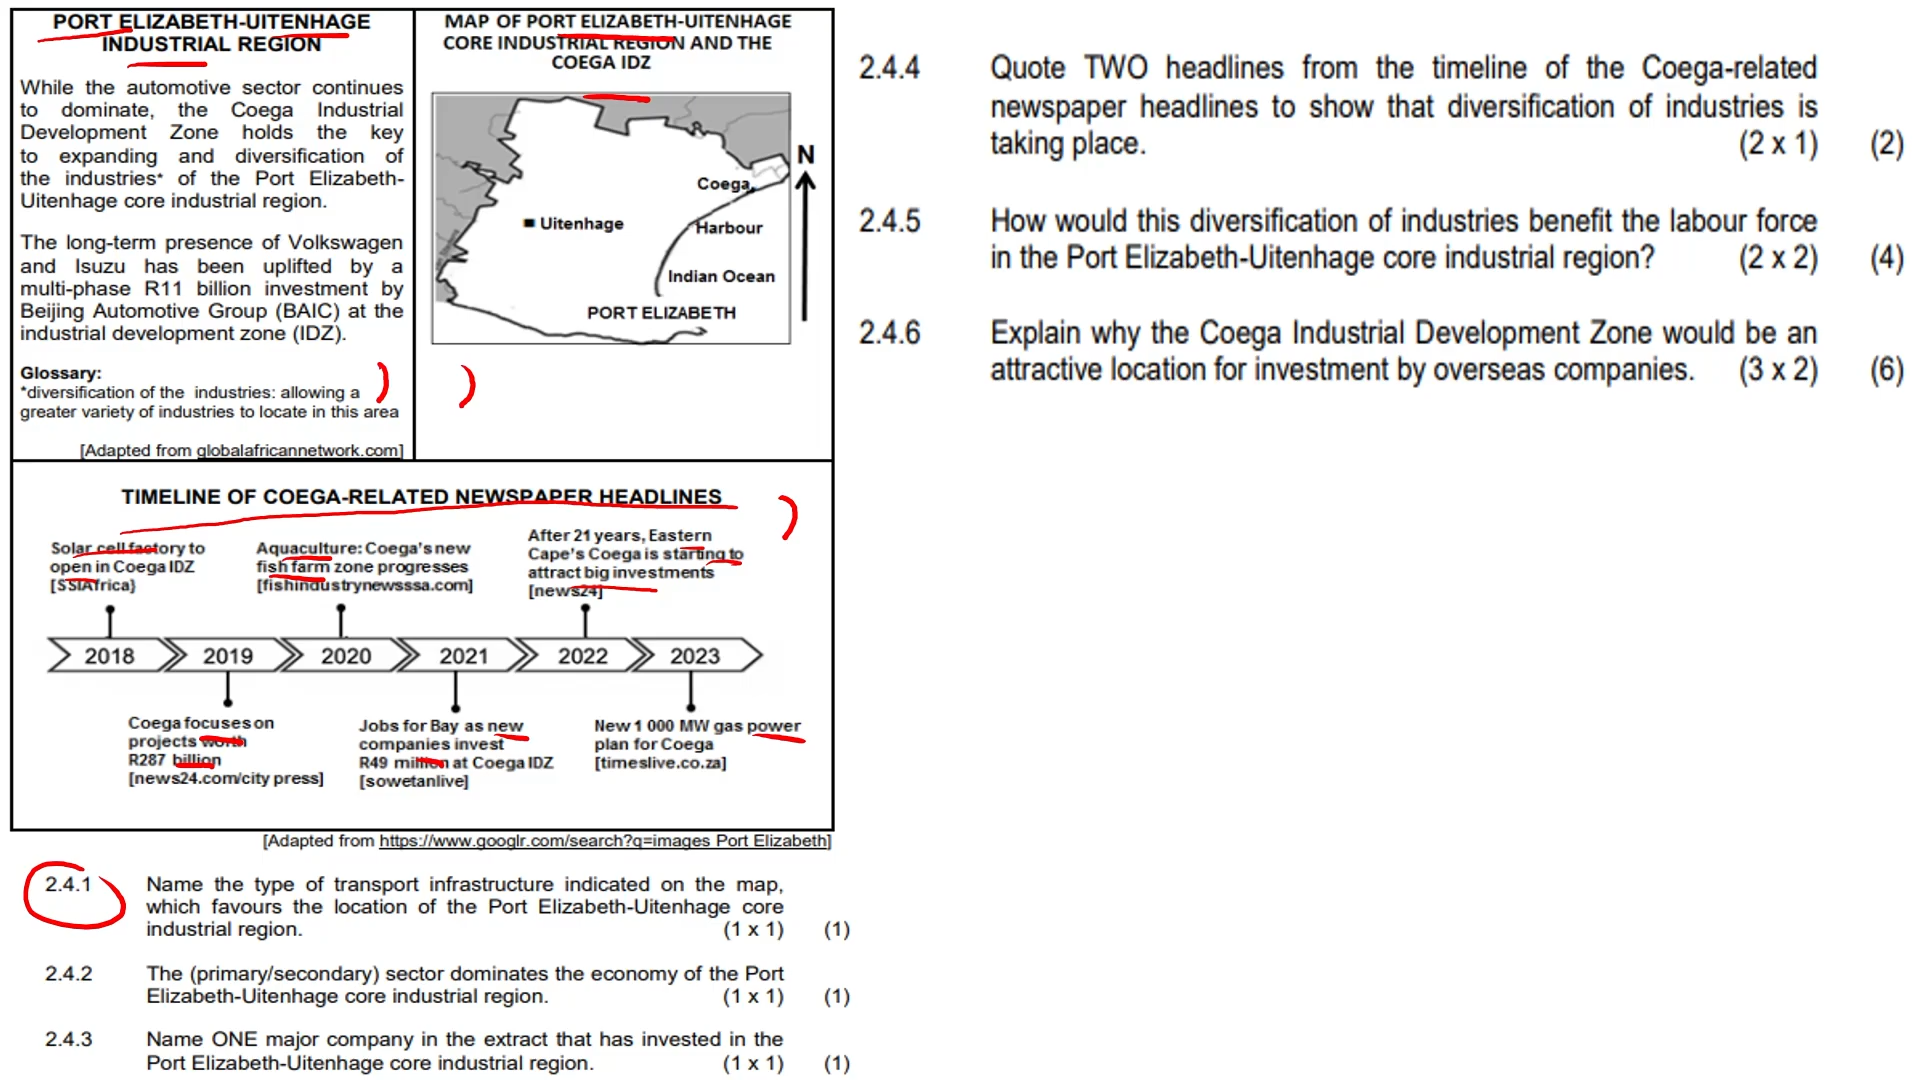 PORT ELIZABETH-UITENHAGE
INDUSTRIAL REGION
While the automotive sector continues
to dominate, the Coega Industrial
Development Zone holds the key
to expanding and diversification of
the industries* of the Port Elizabeth-
Uitenhage core industrial region.
The long-term presence of Volkswagen
and Isuzu has been uplifted by a
multi-phase R11 billion investment by
Beijing Automotive Group (BAIC) at the
industrial development zone (IDZ).
Glossary:
*diversification of the industries: allowing a
greater variety of industries to locate in this area
[Adapted from globalafricannetwork.com]
MAP OF PORT ELIZABETH-UITENHAGE
CORE INDUSTRIAL REGION AND THE
COEGA IDZ
N
Coega
Uitenhage
Harbour
Indian Ocean
PORT ELIZABETH
TIMELINE OF COEGA-RELATED NEWSPAPER HEADLINES
Solar cell factory to
open in Coega IDZ
[SSIAfrica}
Aquaculture: Coega's new
fish farm zone progresses
[fishindustrynewsssa.com]
After 21 years, Eastern
Cape's Coega is starting to
attract big investments
[news24]
2018
2019
2020
2021
2022
2023
Coega focuses on
projects worth
R287 billion
[news24.com/city press]
Jobs for Bay as new
companies invest
R49 million at Coega IDZ
[sowetanlive]
New 1 000 MW gas power
plan for Coega
[timeslive.co.za]
[Adapted from https://www.googlr.com/search?q=images Port Elizabeth]
2.4.1 Name the type of transport infrastructure indicated on the map,
which favours the location of the Port Elizabeth-Uitenhage core
industrial region. (1 x 1) (1)
2.4.2 The (primary/secondary) sector dominates the economy of the Port
Elizabeth-Uitenhage core industrial region. (1 x 1) (1)
2.4.3 Name ONE major company in the extract that has invested in the
Port Elizabeth-Uitenhage core industrial region. (1 x 1) (1)
2.4.4 Quote TWO headlines from the timeline of the Coega-related
newspaper headlines to show that diversification of industries is
taking place. (2 x 1) (2)
2.4.5 How would this diversification of industries benefit the labour force
in the Port Elizabeth-Uitenhage core industrial region? (2 x 2) (4)
2.4.6 Explain why the Coega Industrial Development Zone would be an
attractive location for investment by overseas companies. (3 x 2) (6)